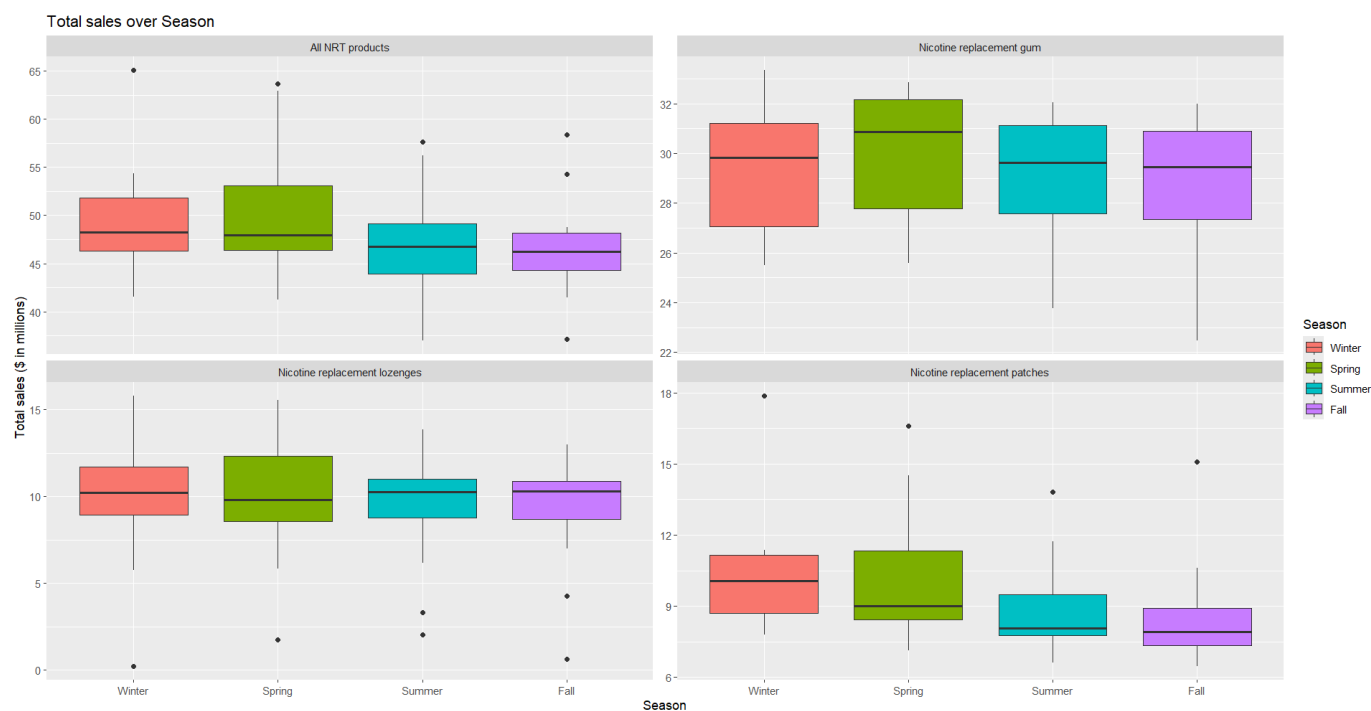 Total sales over Season
All NRT products
Nicotine replacement gum
65
60
55
50
45
40
32
30
28
26
24
22
Nicotine replacement lozenges
Nicotine replacement patches
15
10
5
0
18
15
12
9
6
Winter Spring Summer Fall
Winter Spring Summer Fall
Season
Total sales ($ in millions)
Season
Winter
Spring
Summer
Fall